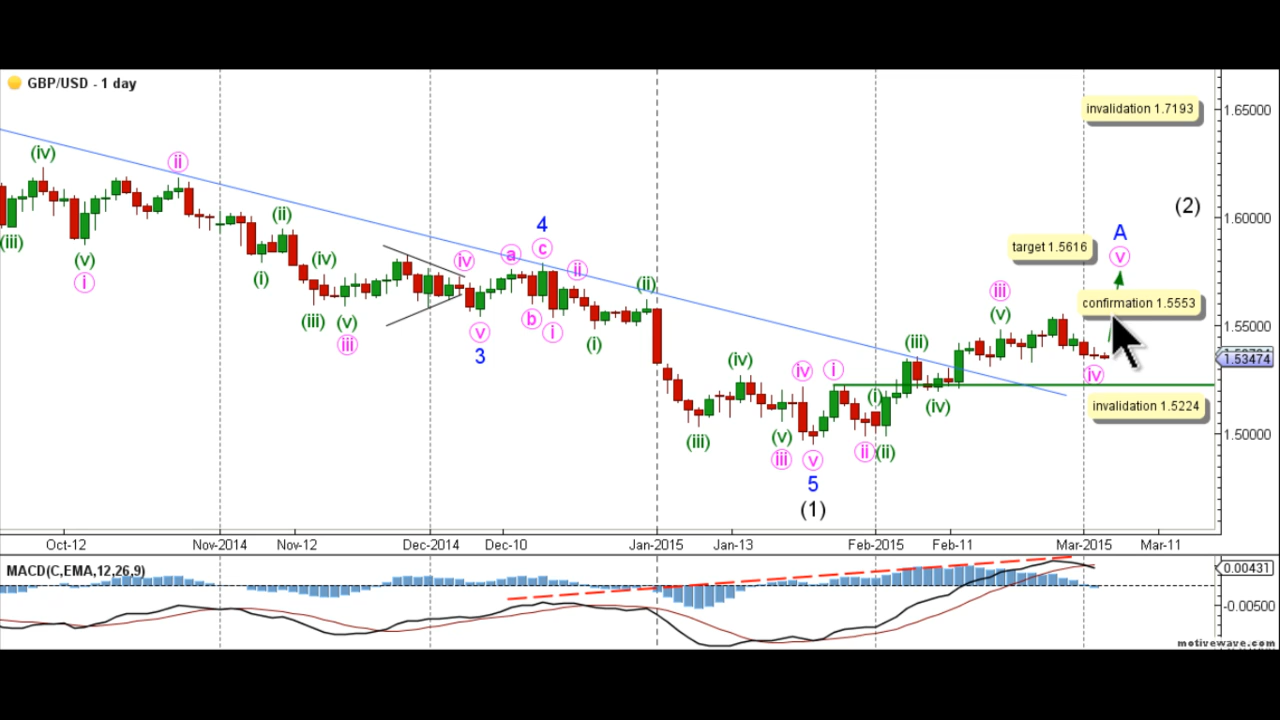 GBP/USD - 1 day
invalidation 1.7193
1.65000
(iv)
ii
(2)
(ii)
4
1.60000
(iii)
A
target 1.5616
(v)
(iv)
iv
a
c
v
i
(i)
ii
(ii)
iii
confirmation 1.5553
(iii)
(v)
b
i
(v)
1.55000
iii
v
(i)
(iii)
3
(iv)
1.53474
iv
i
iv
(i)
(iv)
invalidation 1.5224
(iii)
(v)
1.50000
iii
v
ii
(ii)
5
(1)
Oct-12
Nov-2014
Nov-12
Dec-2014
Dec-10
Jan-2015
Jan-13
Feb-2015
Feb-11
Mar-2015
Mar-11
MACD(C,EMA,12,26,9)
0.00431
-0.00500
motivewave.com